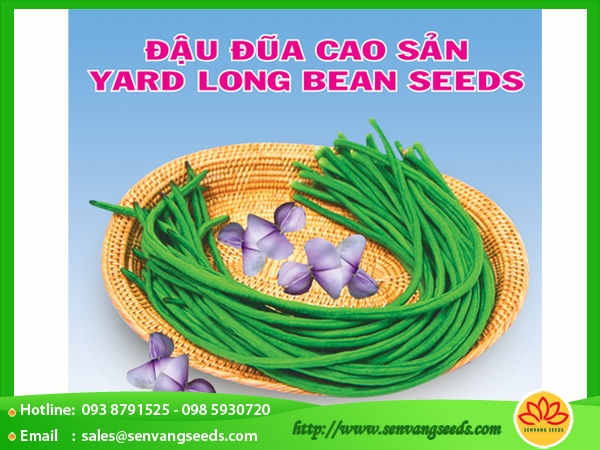 ĐẬU ĐŨA CAO SẢN
YARD LONG BEAN SEEDS
Hotline: 093 8791525 - 098 5930720
Email : sales@senvangseeds.com
http://www.senvangseeds.com
SENVANG SEEDS